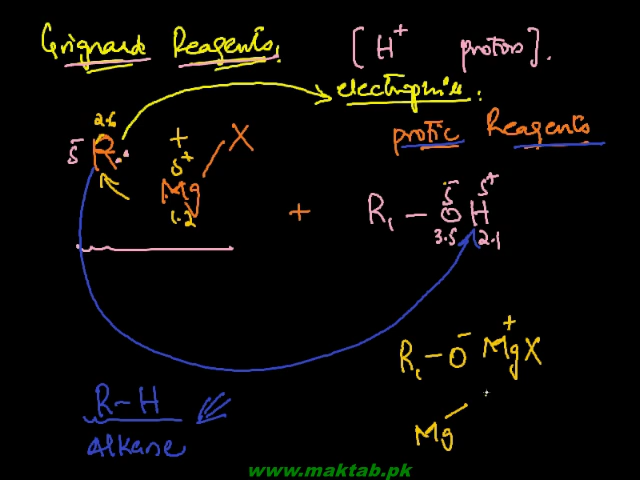 Grignard Reagents. [H+ protons].
electrophile.
protic Reagents
δ- R.. 2.6 + δ+ Mg 1.2 X + R1 - δ- O 3.5 δ+ H 2.1
R1-O- Mg+X
R-H
Alkane
Mg
www.maktab.pk